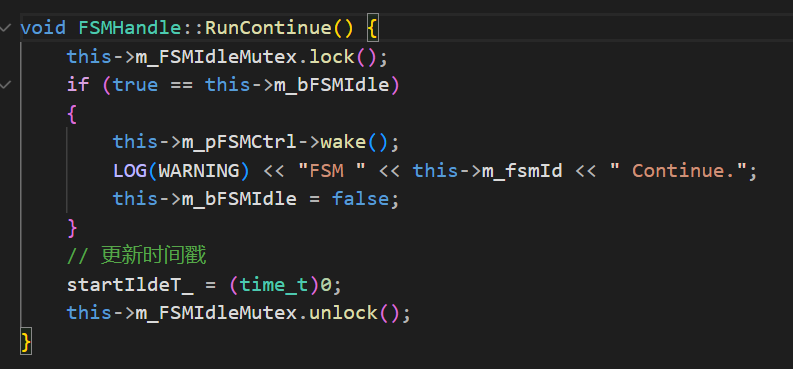 void FSMHandle::RunContinue() {
this->m_FSMIdleMutex.lock();
if (true == this->m_bFSMIdle)
{
this->m_pFSMCtrl->wake();
LOG(WARNING) << "FSM " << this->m_fsmId << " Continue.";
this->m_bFSMIdle = false;
}
// 更新时间戳
startIldeT_ = (time_t)0;
this->m_FSMIdleMutex.unlock();
}